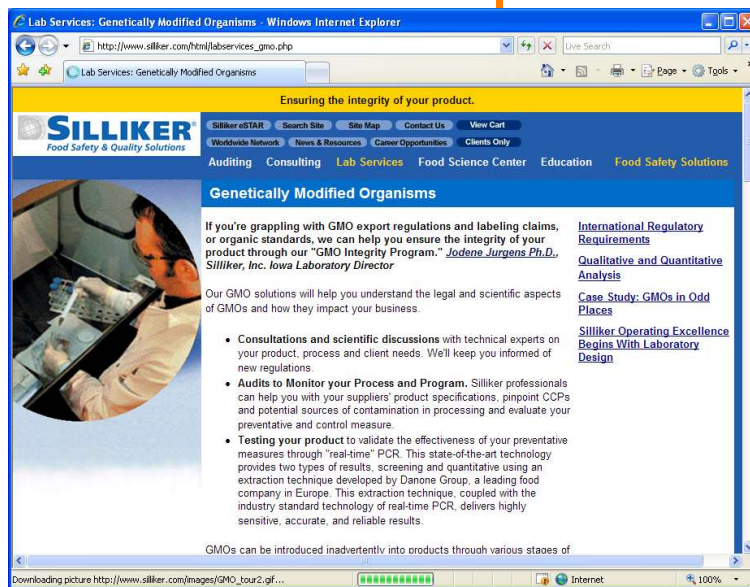 Lab Services: Genetically Modified Organisms - Windows Internet Explorer
http://www.silliker.com/html/labservices_gmo.php
Live Search
Lab Services: Genetically Modified Organisms
Page
Tools
Ensuring the integrity of your product.
SILLIKER®
Food Safety & Quality Solutions
Silliker eSTAR Search Site Site Map Contact Us View Cart
Worldwide Network News & Resources Career Opportunities Clients Only
Auditing Consulting Lab Services Food Science Center Education Food Safety Solutions
Genetically Modified Organisms
If you're grappling with GMO export regulations and labeling claims,
or organic standards, we can help you ensure the integrity of your
product through our "GMO Integrity Program." Jodene Jurgens Ph.D.,
Silliker, Inc. Iowa Laboratory Director
Our GMO solutions will help you understand the legal and scientific aspects
of GMOs and how they impact your business.
• Consultations and scientific discussions with technical experts on
your product, process and client needs. We'll keep you informed of
new regulations.
• Audits to Monitor your Process and Program. Silliker professionals
can help you with your suppliers' product specifications, pinpoint CCPs
and potential sources of contamination in processing and evaluate your
preventative and control measure.
• Testing your product to validate the effectiveness of your preventative
measures through "real-time" PCR. This state-of-the-art technology
provides two types of results, screening and quantitative using an
extraction technique developed by Danone Group, a leading food
company in Europe. This extraction technique, coupled with the
industry standard technology of real-time PCR, delivers highly
sensitive, accurate, and reliable results.
GMOs can be introduced inadvertently into products through various stages of
International Regulatory
Requirements
Qualitative and Quantitative
Analysis
Case Study: GMOs in Odd
Places
Silliker Operating Excellence
Begins With Laboratory
Design
Downloading picture http://www.silliker.com/images/GMO_tour2.gif...
Internet
100%